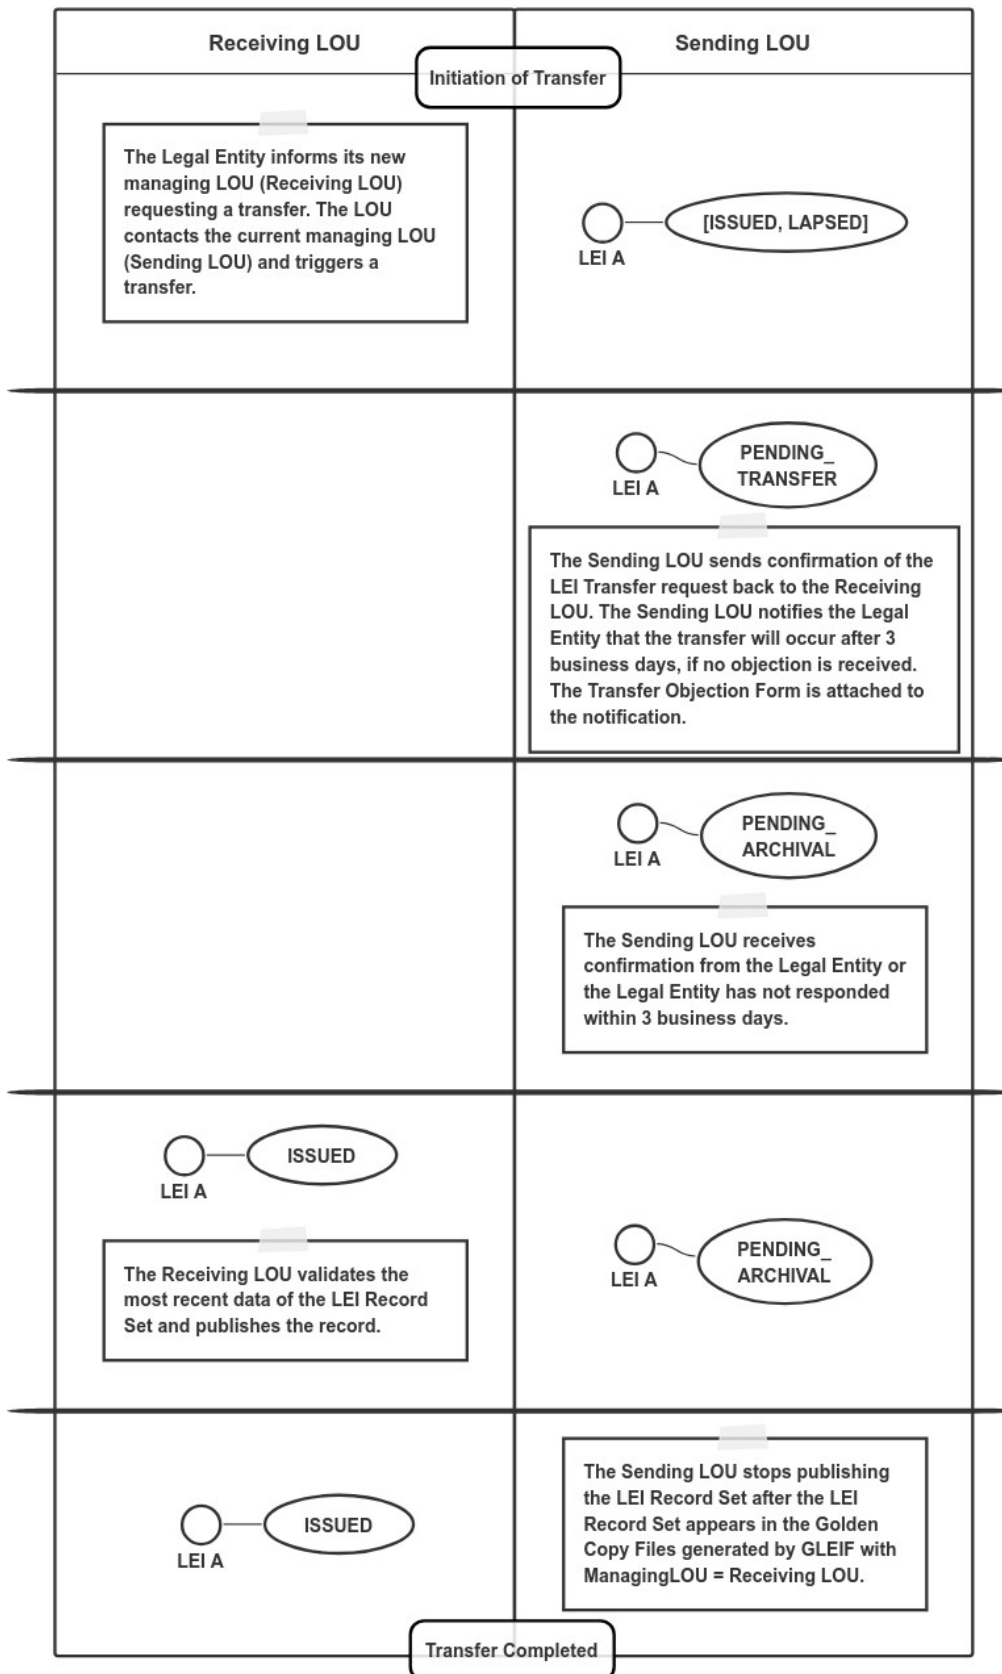 Receiving LOU
Sending LOU
Initiation of Transfer
The Legal Entity informs its new
managing LOU (Receiving LOU)
requesting a transfer. The LOU
contacts the current managing LOU
(Sending LOU) and triggers a
transfer.
[ISSUED, LAPSED]
LEI A
PENDING_
TRANSFER
LEI A
The Sending LOU sends confirmation of the
LEI Transfer request back to the Receiving
LOU. The Sending LOU notifies the Legal
Entity that the transfer will occur after 3
business days, if no objection is received.
The Transfer Objection Form is attached to
the notification.
PENDING_
ARCHIVAL
LEI A
The Sending LOU receives
confirmation from the Legal Entity or
the Legal Entity has not responded
within 3 business days.
ISSUED
LEI A
The Receiving LOU validates the
most recent data of the LEI Record
Set and publishes the record.
PENDING_
ARCHIVAL
LEI A
ISSUED
LEI A
The Sending LOU stops publishing
the LEI Record Set after the LEI
Record Set appears in the Golden
Copy Files generated by GLEIF with
ManagingLOU = Receiving LOU.
Transfer Completed